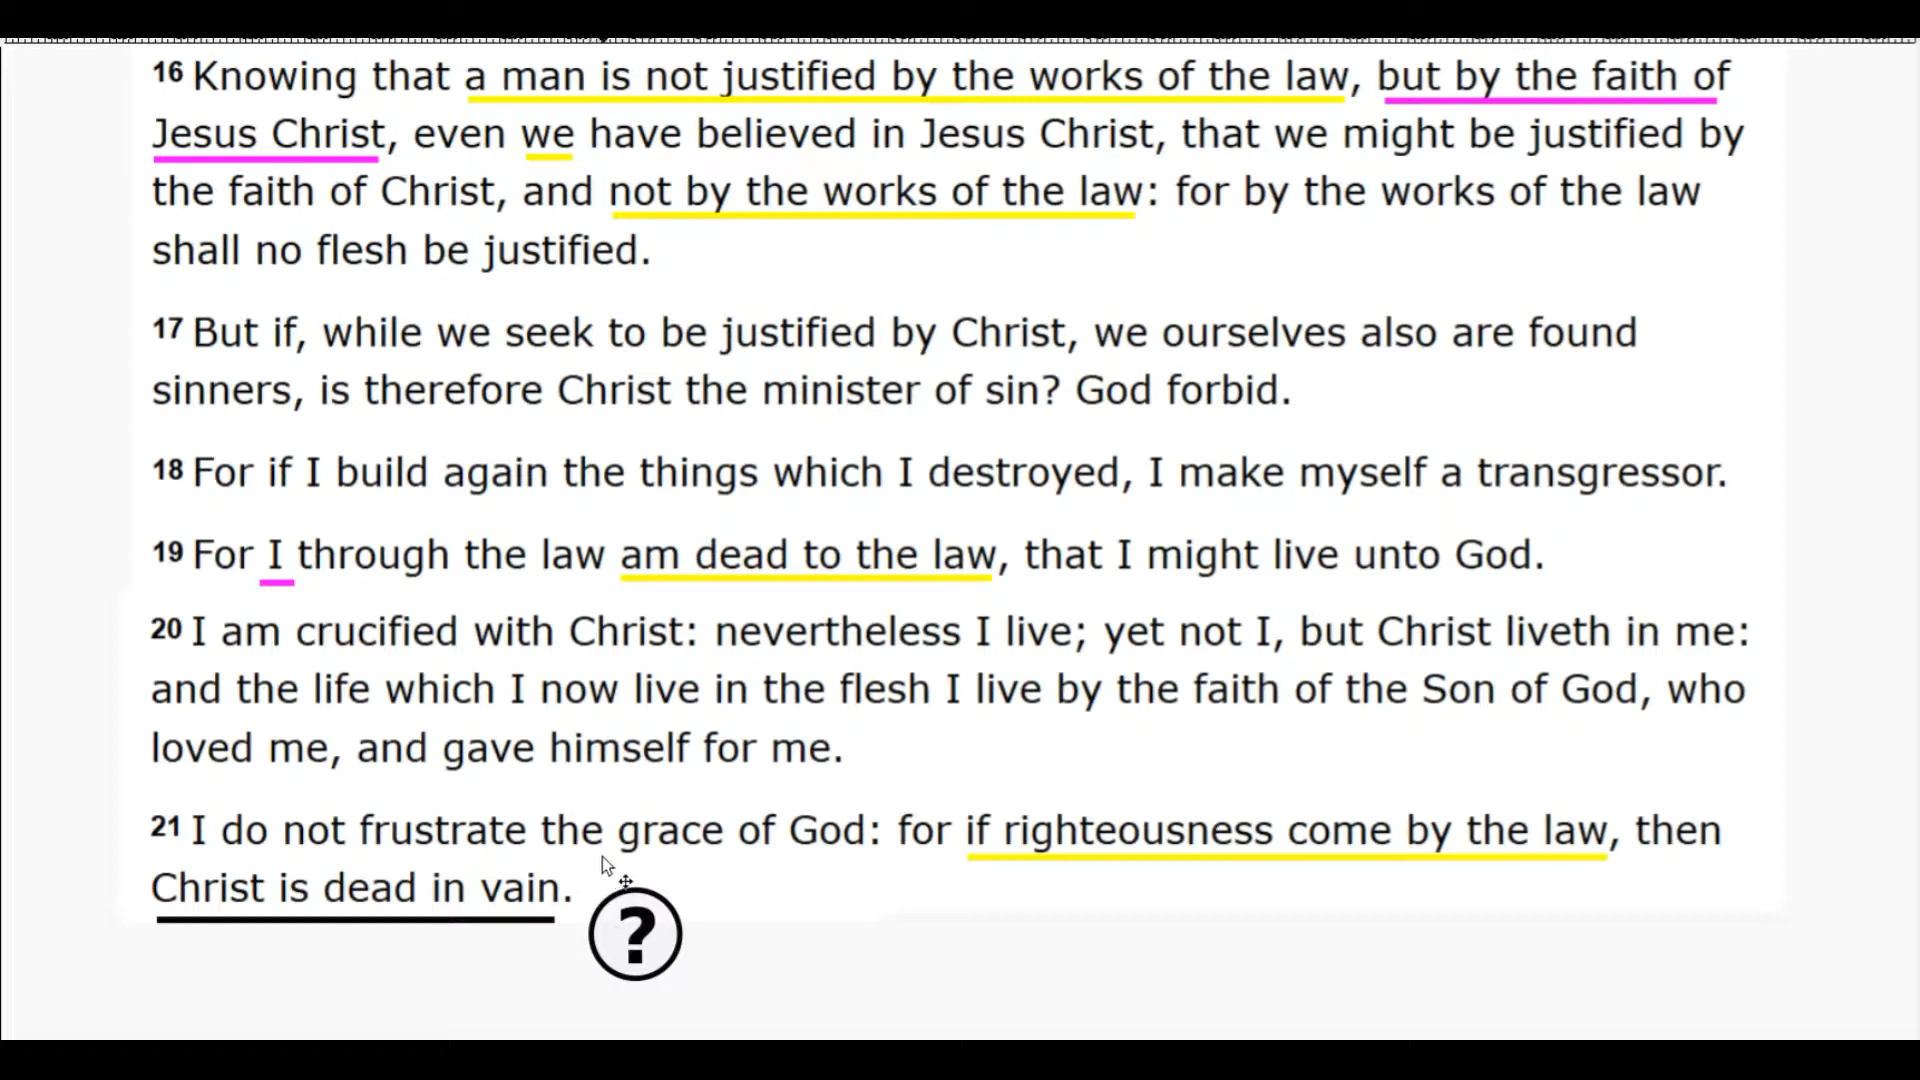 16 Knowing that a man is not justified by the works of the law, but by the faith of
Jesus Christ, even we have believed in Jesus Christ, that we might be justified by
the faith of Christ, and not by the works of the law: for by the works of the law
shall no flesh be justified.
17 But if, while we seek to be justified by Christ, we ourselves also are found
sinners, is therefore Christ the minister of sin? God forbid.
18 For if I build again the things which I destroyed, I make myself a transgressor.
19 For I through the law am dead to the law, that I might live unto God.
20 I am crucified with Christ: nevertheless I live; yet not I, but Christ liveth in me:
and the life which I now live in the flesh I live by the faith of the Son of God, who
loved me, and gave himself for me.
21 I do not frustrate the grace of God: for if righteousness come by the law, then
Christ is dead in vain.
?